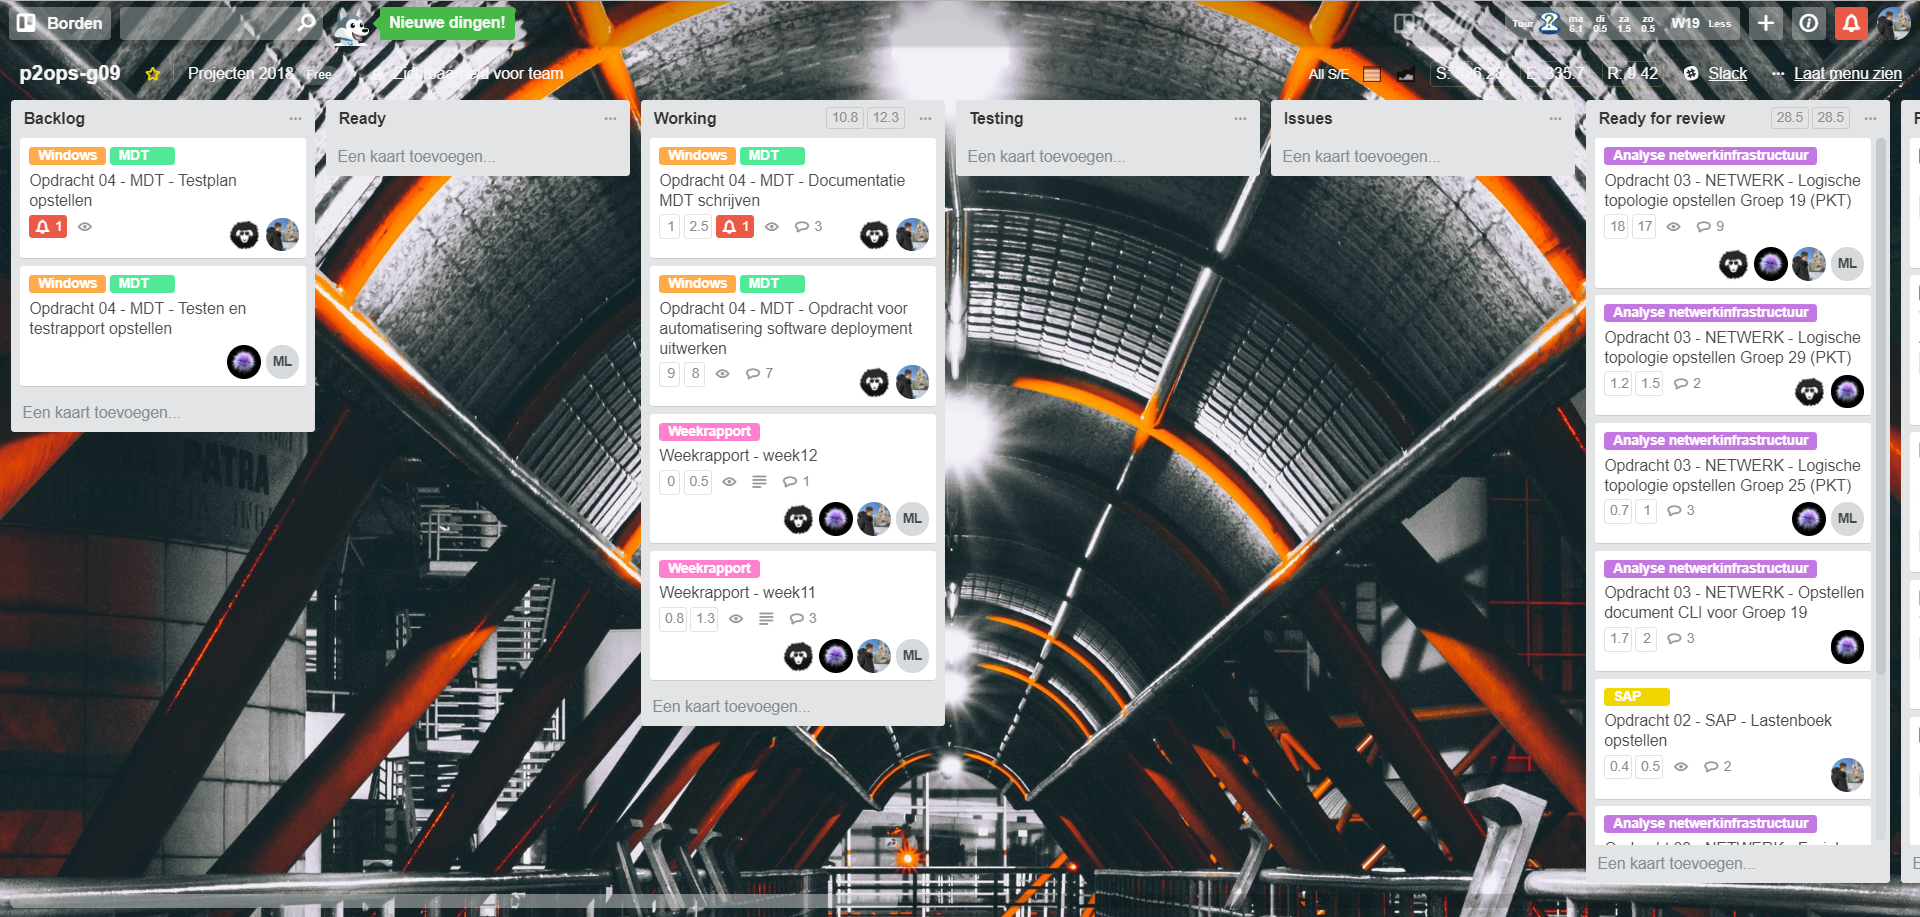 Borden
Nieuwe dingen!
Tour
ma
6.1
di
0.5
za
1.5
zo
0.5
W19
Less
p2ops-g09
Projecten 2018
Free
Zichtbaarheid voor team
All S/E
E: 335.7
R: 9.42
Slack
Laat menu zien
Backlog
Windows MDT
Opdracht 04 - MDT - Testplan
opstellen
1
Windows MDT
Opdracht 04 - MDT - Testen en
testrapport opstellen
ML
Een kaart toevoegen...
Ready
Een kaart toevoegen...
Working
10.8 12.3
Windows MDT
Opdracht 04 - MDT - Documentatie
MDT schrijven
1 2.5 1 3
Windows MDT
Opdracht 04 - MDT - Opdracht voor
automatisering software deployment
uitwerken
9 8 7
Weekrapport
Weekrapport - week12
0 0.5 1
ML
Weekrapport
Weekrapport - week11
0.8 1.3 3
ML
Een kaart toevoegen...
Testing
Een kaart toevoegen...
Issues
Een kaart toevoegen...
Ready for review
28.5 28.5
Analyse netwerkinfrastructuur
Opdracht 03 - NETWERK - Logische
topologie opstellen Groep 19 (PKT)
18 17 9
ML
Analyse netwerkinfrastructuur
Opdracht 03 - NETWERK - Logische
topologie opstellen Groep 29 (PKT)
1.2 1.5 2
Analyse netwerkinfrastructuur
Opdracht 03 - NETWERK - Logische
topologie opstellen Groep 25 (PKT)
0.7 1 3
ML
Analyse netwerkinfrastructuur
Opdracht 03 - NETWERK - Opstellen
document CLI voor Groep 19
1.7 2 3
SAP
Opdracht 02 - SAP - Lastenboek
opstellen
0.4 0.5 2
Analyse netwerkinfrastructuur
Een kaart toevoegen...
PATRA